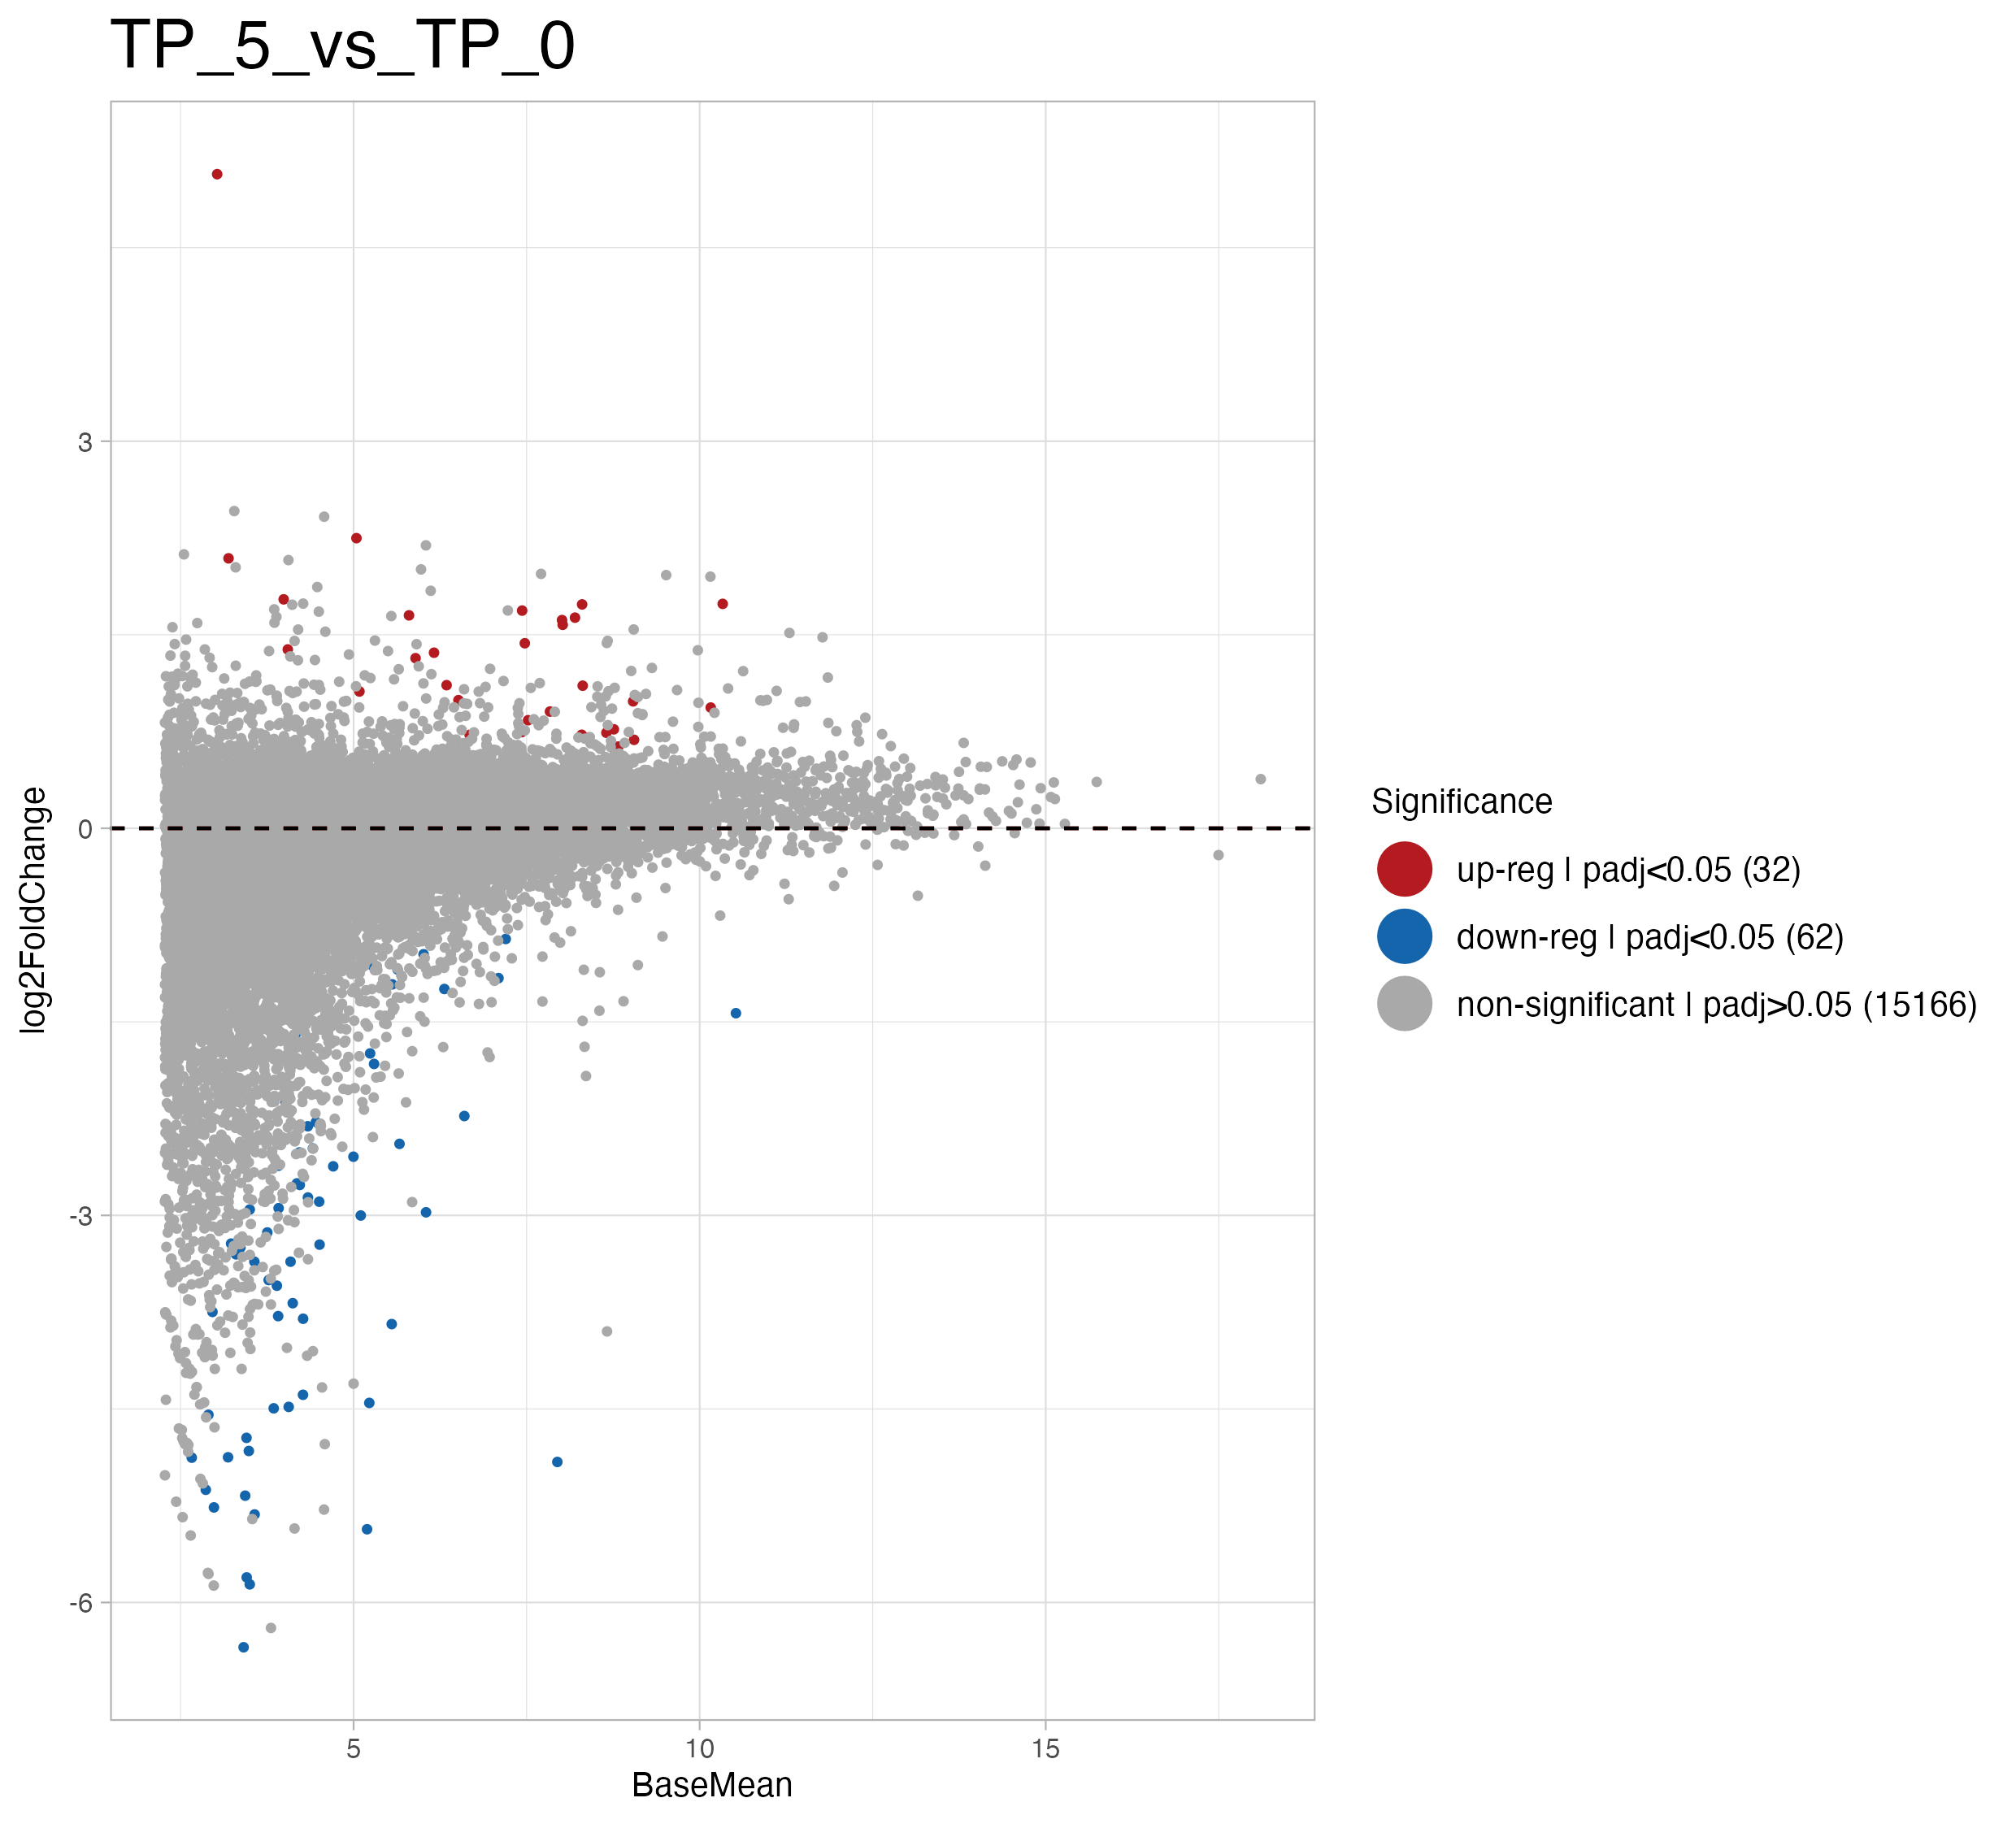 TP_5_vs_TP_0
log2FoldChange
3
0
-3
-6
5
10
15
BaseMean
Significance
up-reg | padj<0.05 (32)
down-reg | padj<0.05 (62)
non-significant | padj>0.05 (15166)